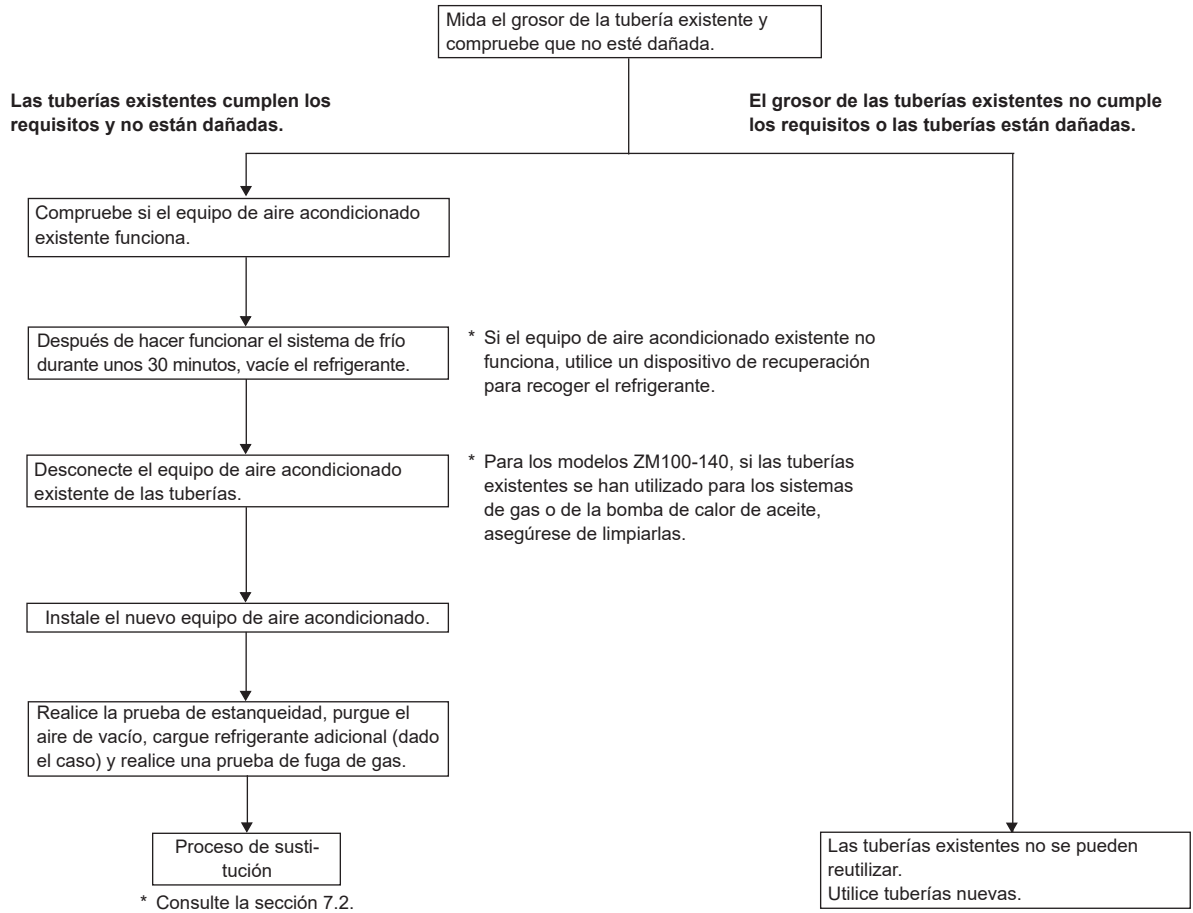 Mida el grosor de la tubería existente y
compruebe que no esté dañada.
Las tuberías existentes cumplen los
requisitos y no están dañadas.
El grosor de las tuberías existentes no cumple
los requisitos o las tuberías están dañadas.
Compruebe si el equipo de aire acondicionado
existente funciona.
Después de hacer funcionar el sistema de frío
durante unos 30 minutos, vacíe el refrigerante.
* Si el equipo de aire acondicionado existente no
funciona, utilice un dispositivo de recuperación
para recoger el refrigerante.
Desconecte el equipo de aire acondicionado
existente de las tuberías.
* Para los modelos ZM100-140, si las tuberías
existentes se han utilizado para los sistemas
de gas o de la bomba de calor de aceite,
asegúrese de limpiarlas.
Instale el nuevo equipo de aire acondicionado.
Realice la prueba de estanqueidad, purgue el
aire de vacío, cargue refrigerante adicional (dado
el caso) y realice una prueba de fuga de gas.
Proceso de susti-
tución
* Consulte la sección 7.2.
Las tuberías existentes no se pueden
reutilizar.
Utilice tuberías nuevas.